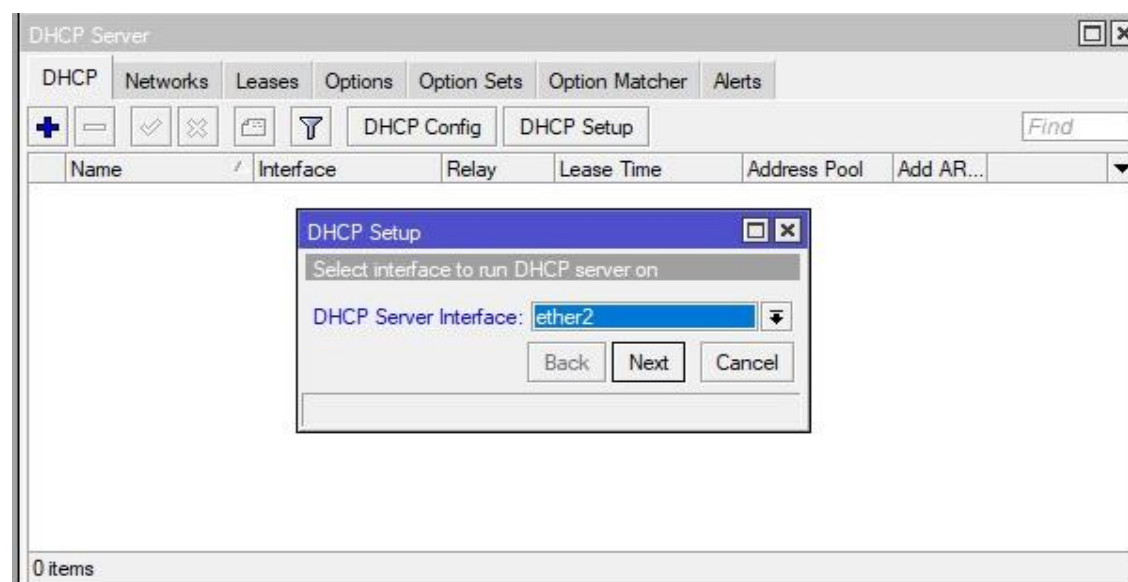 DHCP Server
DHCP Networks Leases Options Option Sets Option Matcher Alerts
DHCP Config DHCP Setup Find
Name Interface Relay Lease Time Address Pool Add AR...
DHCP Setup
Select interface to run DHCP server on
DHCP Server Interface: ether2
Back Next Cancel
0 items